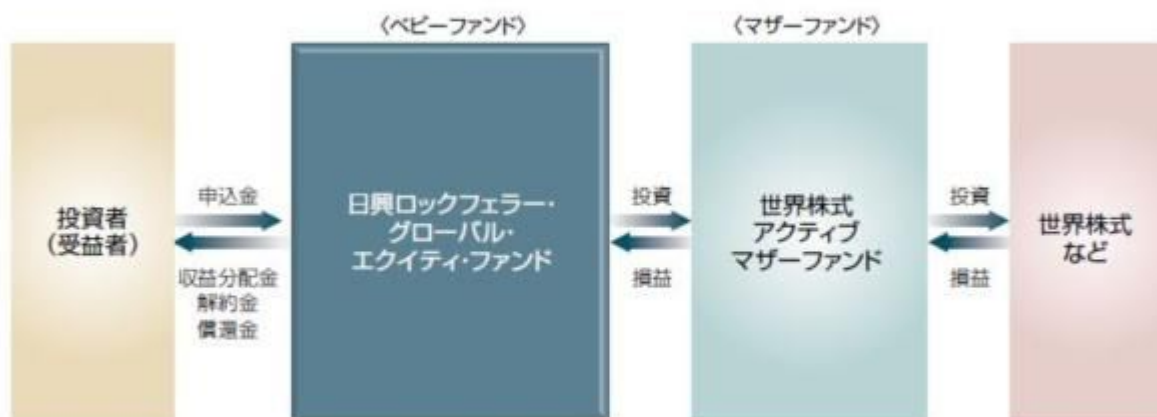 〈ベビーファンド〉
〈マザーファンド〉
投資者
(受益者)
申込金
収益分配金
解約金
償還金
日興ロックフェラー・
グローバル・
エクイティ・ファンド
投資
損益
世界株式
アクティブ
マザーファンド
投資
損益
世界株式
など